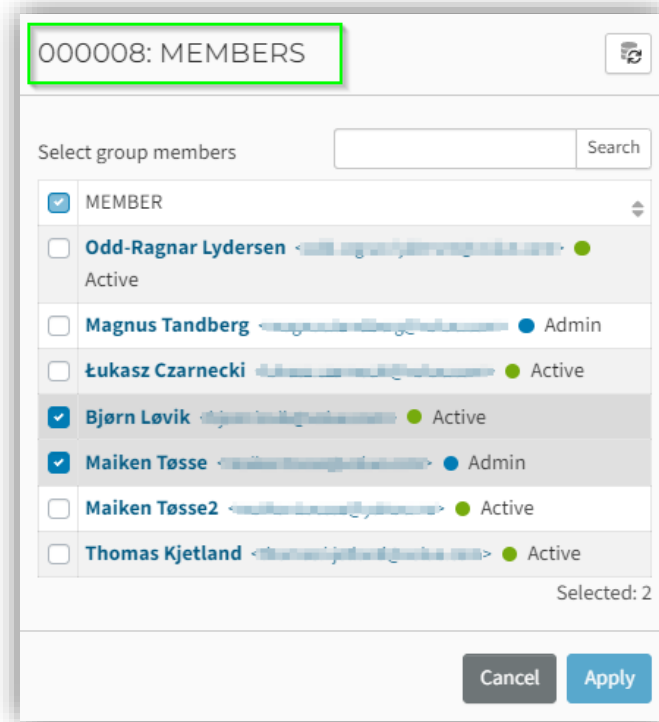 000008: MEMBERS
Select group members
Search
MEMBER
Odd-Ragnar Lydersen
Active
Magnus Tandberg Admin
Łukasz Czarnecki Active
Bjørn Løvik Active
Maiken Tøsse Admin
Maiken Tøsse2 Active
Thomas Kjetland Active
Selected: 2
Cancel Apply